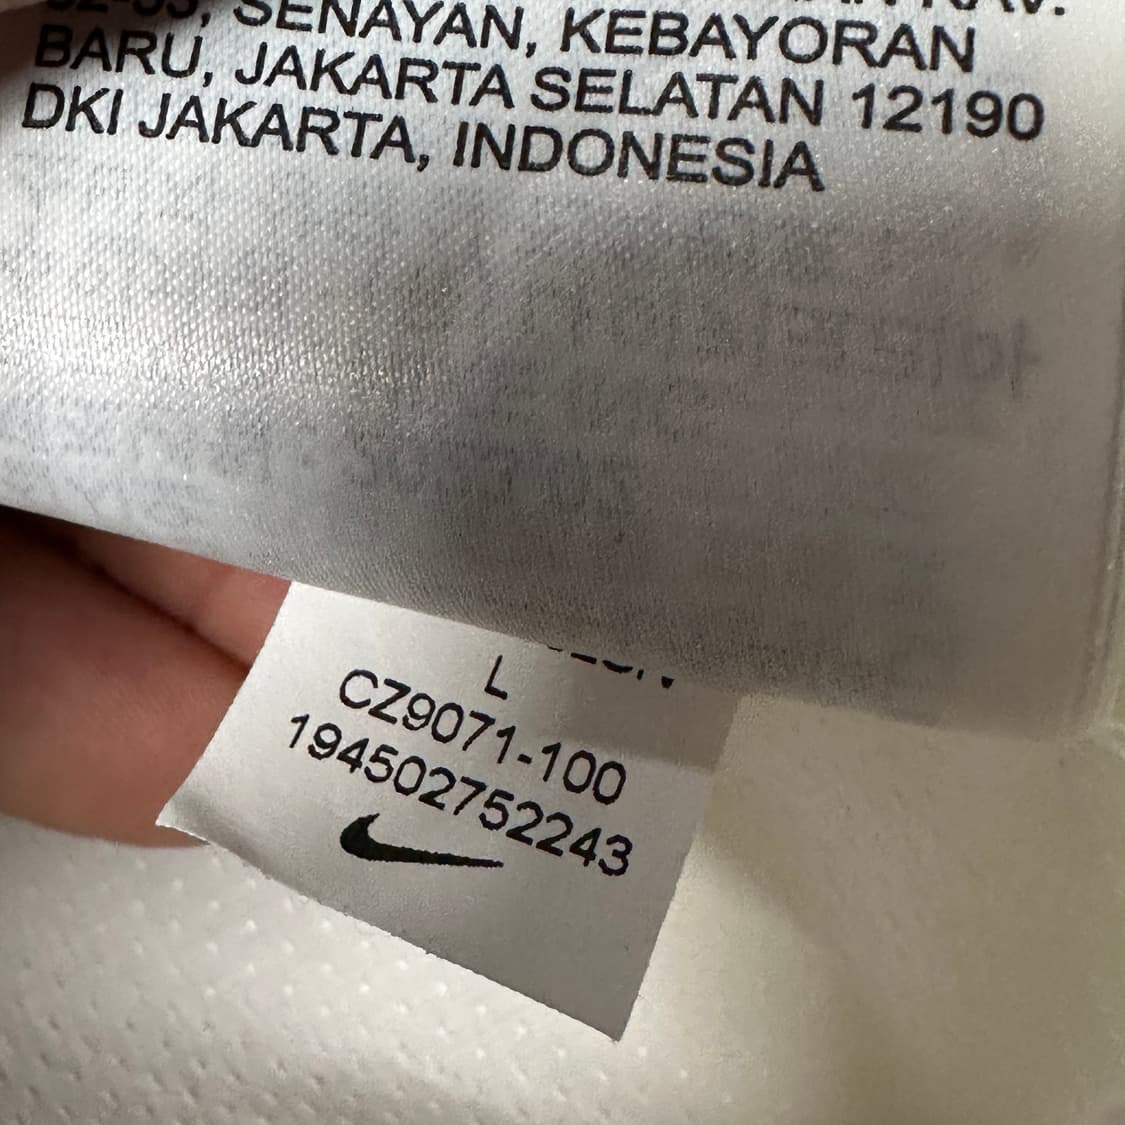 SENAYAN, KEBAYORAN
BARU, JAKARTA SELATAN 12190
DKI JAKARTA, INDONESIA
L
CZ9071-100
194502752243